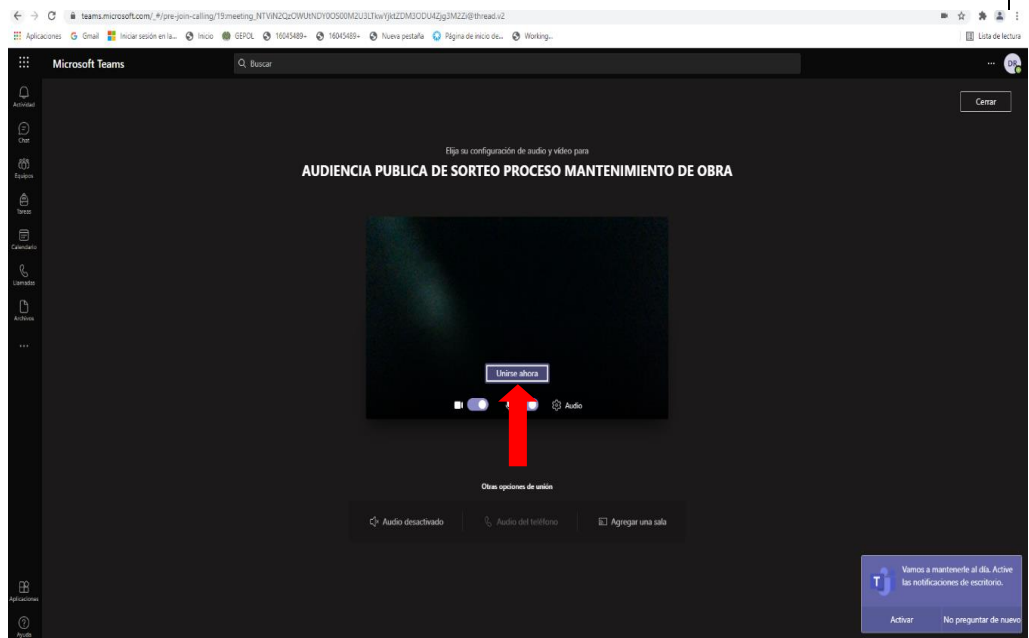 teams.microsoft.com/_#/pre-join-calling/19:meeting_NTViN2QzOWUtNDY0OS00M2U3LTkwYjktZDM3ODU4Zjg3M2Zi@thread.v2
Aplicaciones Gmail Iniciar sesión en la... Inicio GEPOL 16045489- 16045489- Nueva pestaña Página de inicio de... Working... Lista de lectura
Microsoft Teams
Buscar
DR
Actividad
Chat
Equipos
Tareas
Calendario
Llamadas
Archivos
Aplicaciones
Ayuda
Cerrar
Elija su configuración de audio y vídeo para
AUDIENCIA PUBLICA DE SORTEO PROCESO MANTENIMIENTO DE OBRA
Unirse ahora
Audio
Otras opciones de unión
Audio desactivado Audio del teléfono Agregar una sala
Vamos a mantenerle al día. Active
las notificaciones de escritorio.
Activar No preguntar de nuevo